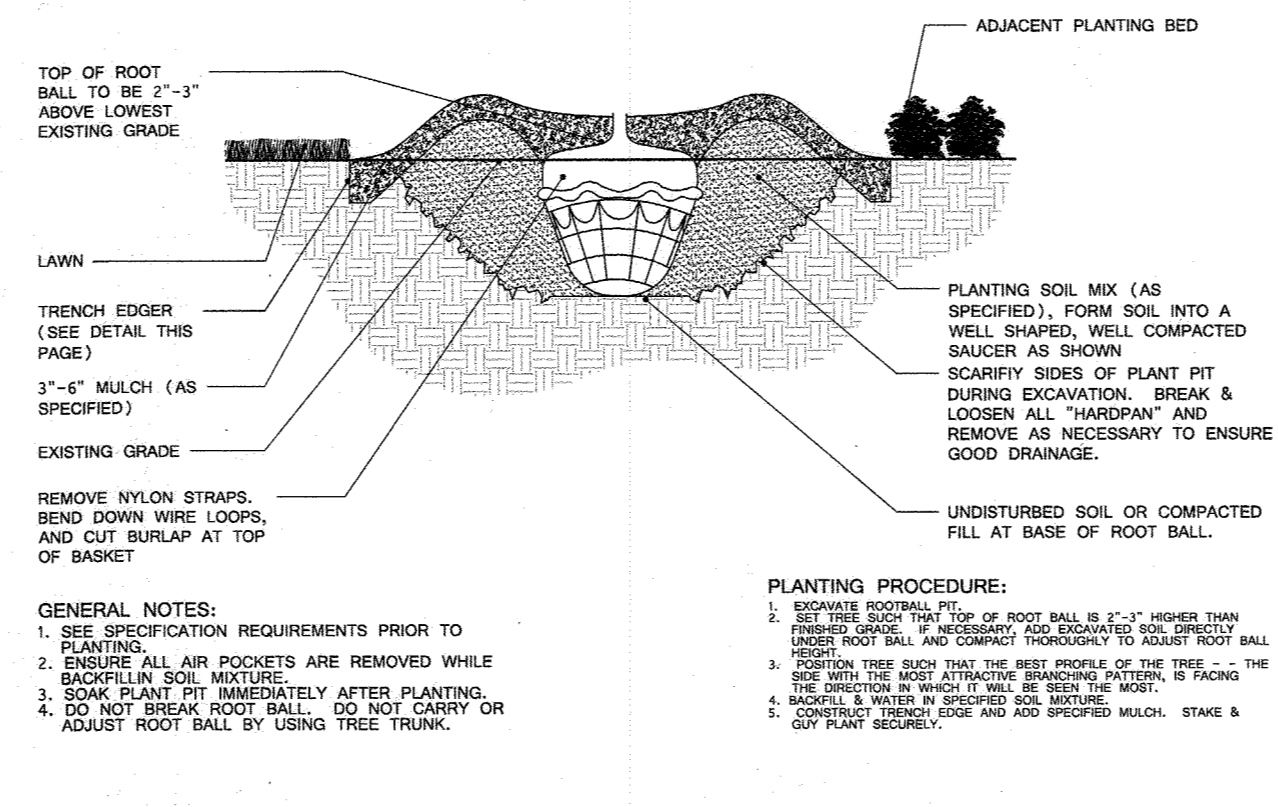 ADJACENT PLANTING BED
TOP OF ROOT
BALL TO BE 2"-3"
ABOVE LOWEST
EXISTING GRADE
LAWN
TRENCH EDGER
(SEE DETAIL THIS
PAGE)
3"-6" MULCH (AS
SPECIFIED)
EXISTING GRADE
REMOVE NYLON STRAPS.
BEND DOWN WIRE LOOPS,
AND CUT BURLAP AT TOP
OF BASKET
PLANTING SOIL MIX (AS
SPECIFIED), FORM SOIL INTO A
WELL SHAPED, WELL COMPACTED
SAUCER AS SHOWN
SCARIFIY SIDES OF PLANT PIT
DURING EXCAVATION. BREAK &
LOOSEN ALL "HARDPAN" AND
REMOVE AS NECESSARY TO ENSURE
GOOD DRAINAGE.
UNDISTURBED SOIL OR COMPACTED
FILL AT BASE OF ROOT BALL.
GENERAL NOTES:
1. SEE SPECIFICATION REQUIREMENTS PRIOR TO
PLANTING.
2. ENSURE ALL AIR POCKETS ARE REMOVED WHILE
BACKFILLIN SOIL MIXTURE.
3. SOAK PLANT PIT IMMEDIATELY AFTER PLANTING.
4. DO NOT BREAK ROOT BALL. DO NOT CARRY OR
ADJUST ROOT BALL BY USING TREE TRUNK.
PLANTING PROCEDURE:
1. EXCAVATE ROOTBALL PIT.
2. SET TREE SUCH THAT TOP OF ROOT BALL IS 2"-3" HIGHER THAN
FINISHED GRADE. IF NECESSARY, ADD EXCAVATED SOIL DIRECTLY
UNDER ROOT BALL AND COMPACT THOROUGHLY TO ADJUST ROOT BALL
HEIGHT.
3. POSITION TREE SUCH THAT THE BEST PROFILE OF THE TREE - - THE
SIDE WITH THE MOST ATTRACTIVE BRANCHING PATTERN, IS FACING
THE DIRECTION IN WHICH IT WILL BE SEEN THE MOST.
4. BACKFILL & WATER IN SPECIFIED SOIL MIXTURE.
5. CONSTRUCT TRENCH EDGE AND ADD SPECIFIED MULCH. STAKE &
GUY PLANT SECURELY.